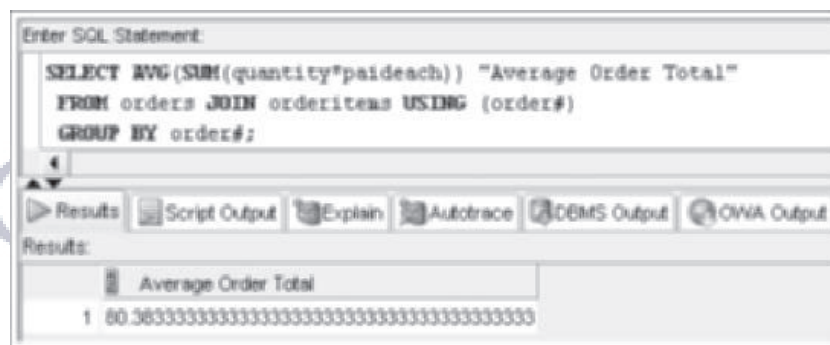 Enter SQL Statement:
SELECT AVG(SUM(quantity*paideach)) "Average Order Total"
FROM orders JOIN orderitems USING (order#)
GROUP BY order#;
Results Script Output Explain Autotrace DBMS Output OWA Output
Results:
Average Order Total
1 80.3833333333333333333333333333333333333